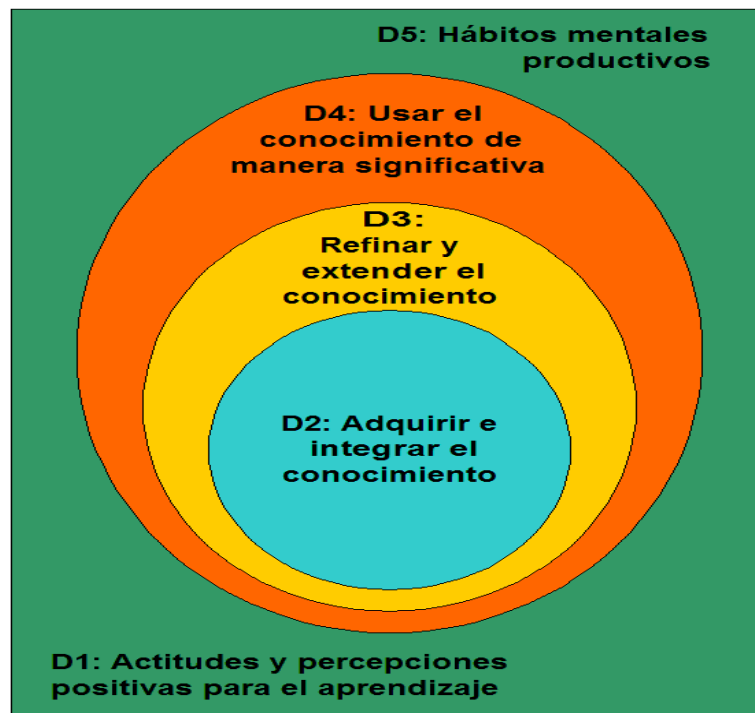 D5: Hábitos mentales
productivos
D4: Usar el
conocimiento de
manera significativa
D3:
Refinar y
extender el
conocimiento
D2: Adquirir e
integrar el
conocimiento
D1: Actitudes y percepciones
positivas para el aprendizaje